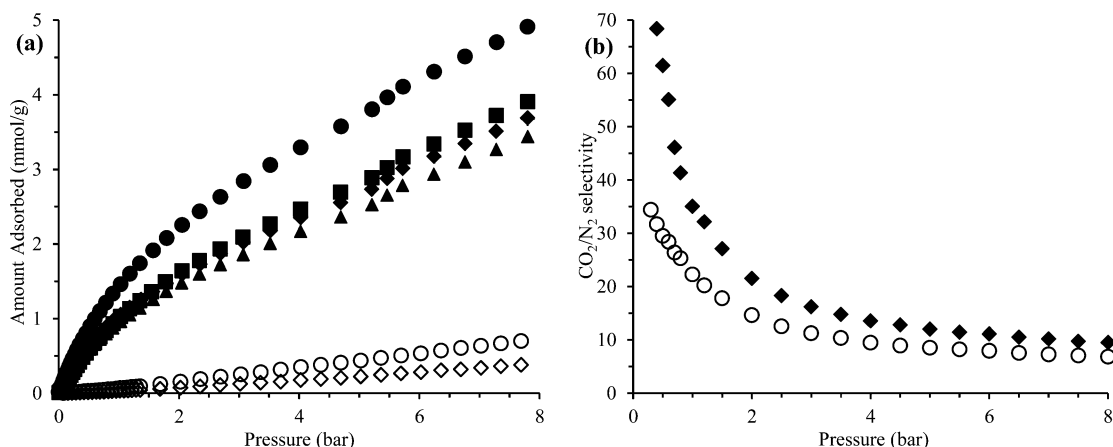 (a)
Amount Adsorbed (mmol/g)
5
4
3
2
1
0
0 2 4 6 8
Pressure (bar)
(b)
CO₂/N₂ selectivity
70
60
50
40
30
20
10
0
0 2 4 6 8
Pressure (bar)